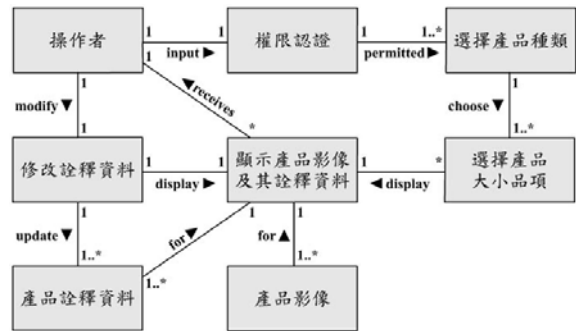 操作者
1
1
input ►
權限認證
1
1..*
permitted ►
選擇產品種類
1
1
1
modify ▼
◄ receives
choose ▼
1
*
1..*
修改詮釋資料
1
1
display ►
顯示產品影像
及其詮釋資料
1
*
◄ display
選擇產品
大小品項
1
1
1
update ▼
for ►
for ▲
1..*
1..*
1..*
產品詮釋資料
產品影像